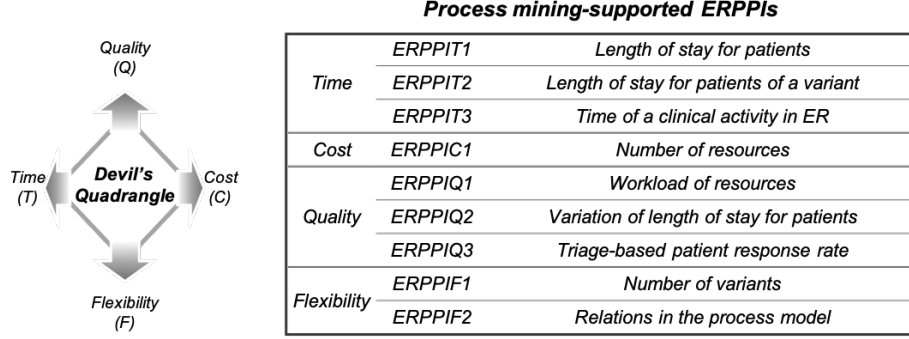 Process mining-supported ERPPIs
Quality
(Q)
Time
(T)
Devil's
Quadrangle
Cost
(C)
Flexibility
(F)
Time
ERPPIT1 Length of stay for patients
ERPPIT2 Length of stay for patients of a variant
ERPPIT3 Time of a clinical activity in ER
Cost ERPPIC1 Number of resources
Quality
ERPPIQ1 Workload of resources
ERPPIQ2 Variation of length of stay for patients
ERPPIQ3 Triage-based patient response rate
Flexibility
ERPPIF1 Number of variants
ERPPIF2 Relations in the process model